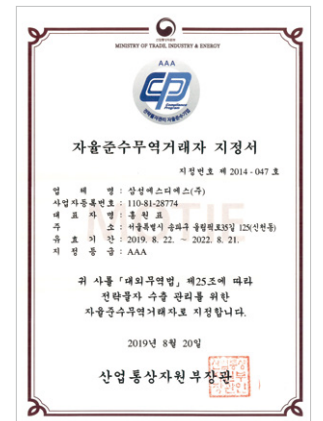 MINISTRY OF TRADE, INDUSTRY & ENERGY
AAA
CP
Compliance
Program
자율준수무역거래자 지정서
지정번호 제 2014 - 047 호
업 체 명 : 삼성에스디에스(주)
사업자등록번호 : 110-81-28774
대 표 자 명 : 홍 원 표
주 소 : 서울특별시 송파구 올림픽로35길 125(신천동)
유 효 기 간 : 2019. 8. 22. ~ 2022. 8. 21.
지 정 등 급 : AAA
귀 사를 「대외무역법」 제25조에 따라
전략물자 수출 관리를 위한
자율준수무역거래자로 지정합니다.
2019년 8월 20일
산업통상자원부장관